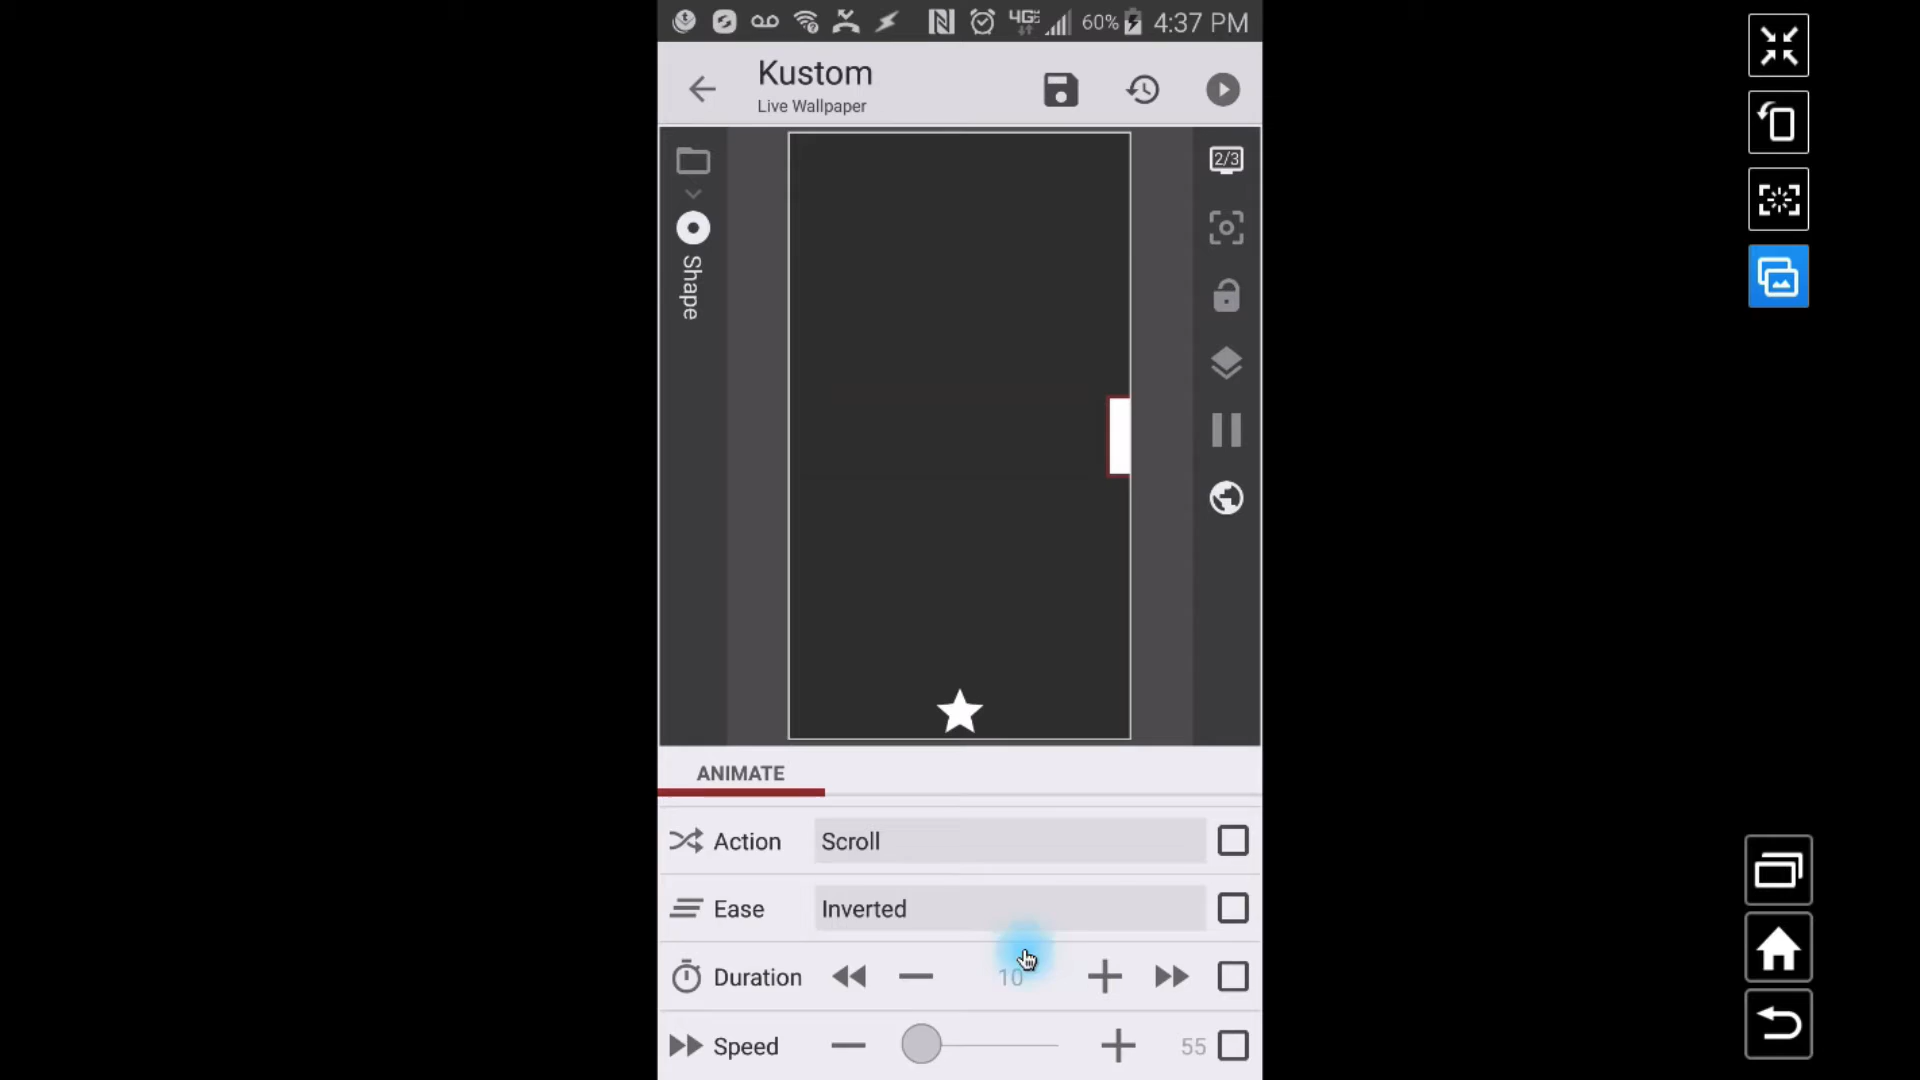 4G 60% 4:37 PM
Kustom
Live Wallpaper
2/3
Shape
ANIMATE
Action Scroll
Ease Inverted
Duration 10
Speed 55